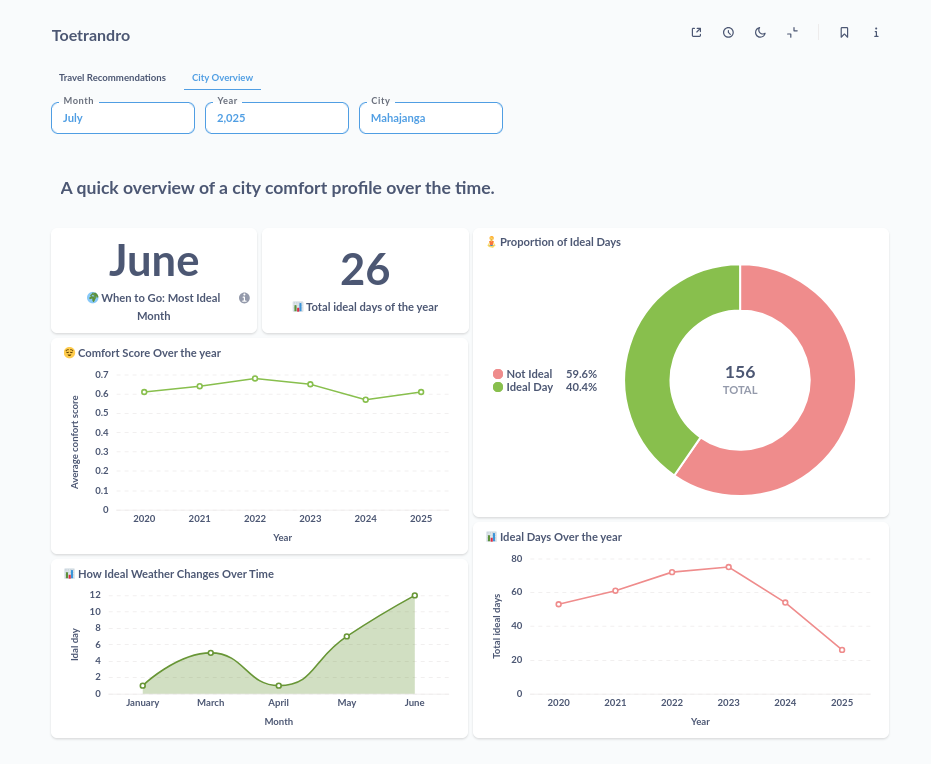 Toetrandro
Travel Recommendations
City Overview
Month
July
Year
2,025
City
Mahajanga
A quick overview of a city comfort profile over the time.
June
When to Go: Most Ideal
Month
26
Total ideal days of the year
Proportion of Ideal Days
Not Ideal 59.6%
Ideal Day 40.4%
156
TOTAL
Comfort Score Over the year
Average comfort score
0.7
0.6
0.5
0.4
0.3
0.2
0.1
0
2020 2021 2022 2023 2024 2025
Year
How Ideal Weather Changes Over Time
Idal day
12
10
8
6
4
2
0
January March April May June
Month
Ideal Days Over the year
Total ideal days
80
60
40
20
0
2020 2021 2022 2023 2024 2025
Year